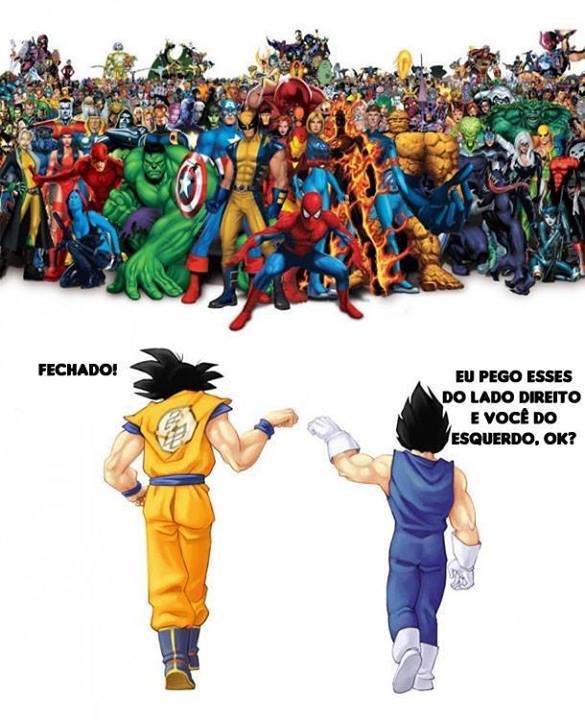 FECHADO!
EU PEGO ESSES
DO LADO DIREITO
E VOCÊ DO
ESQUERDO, OK?